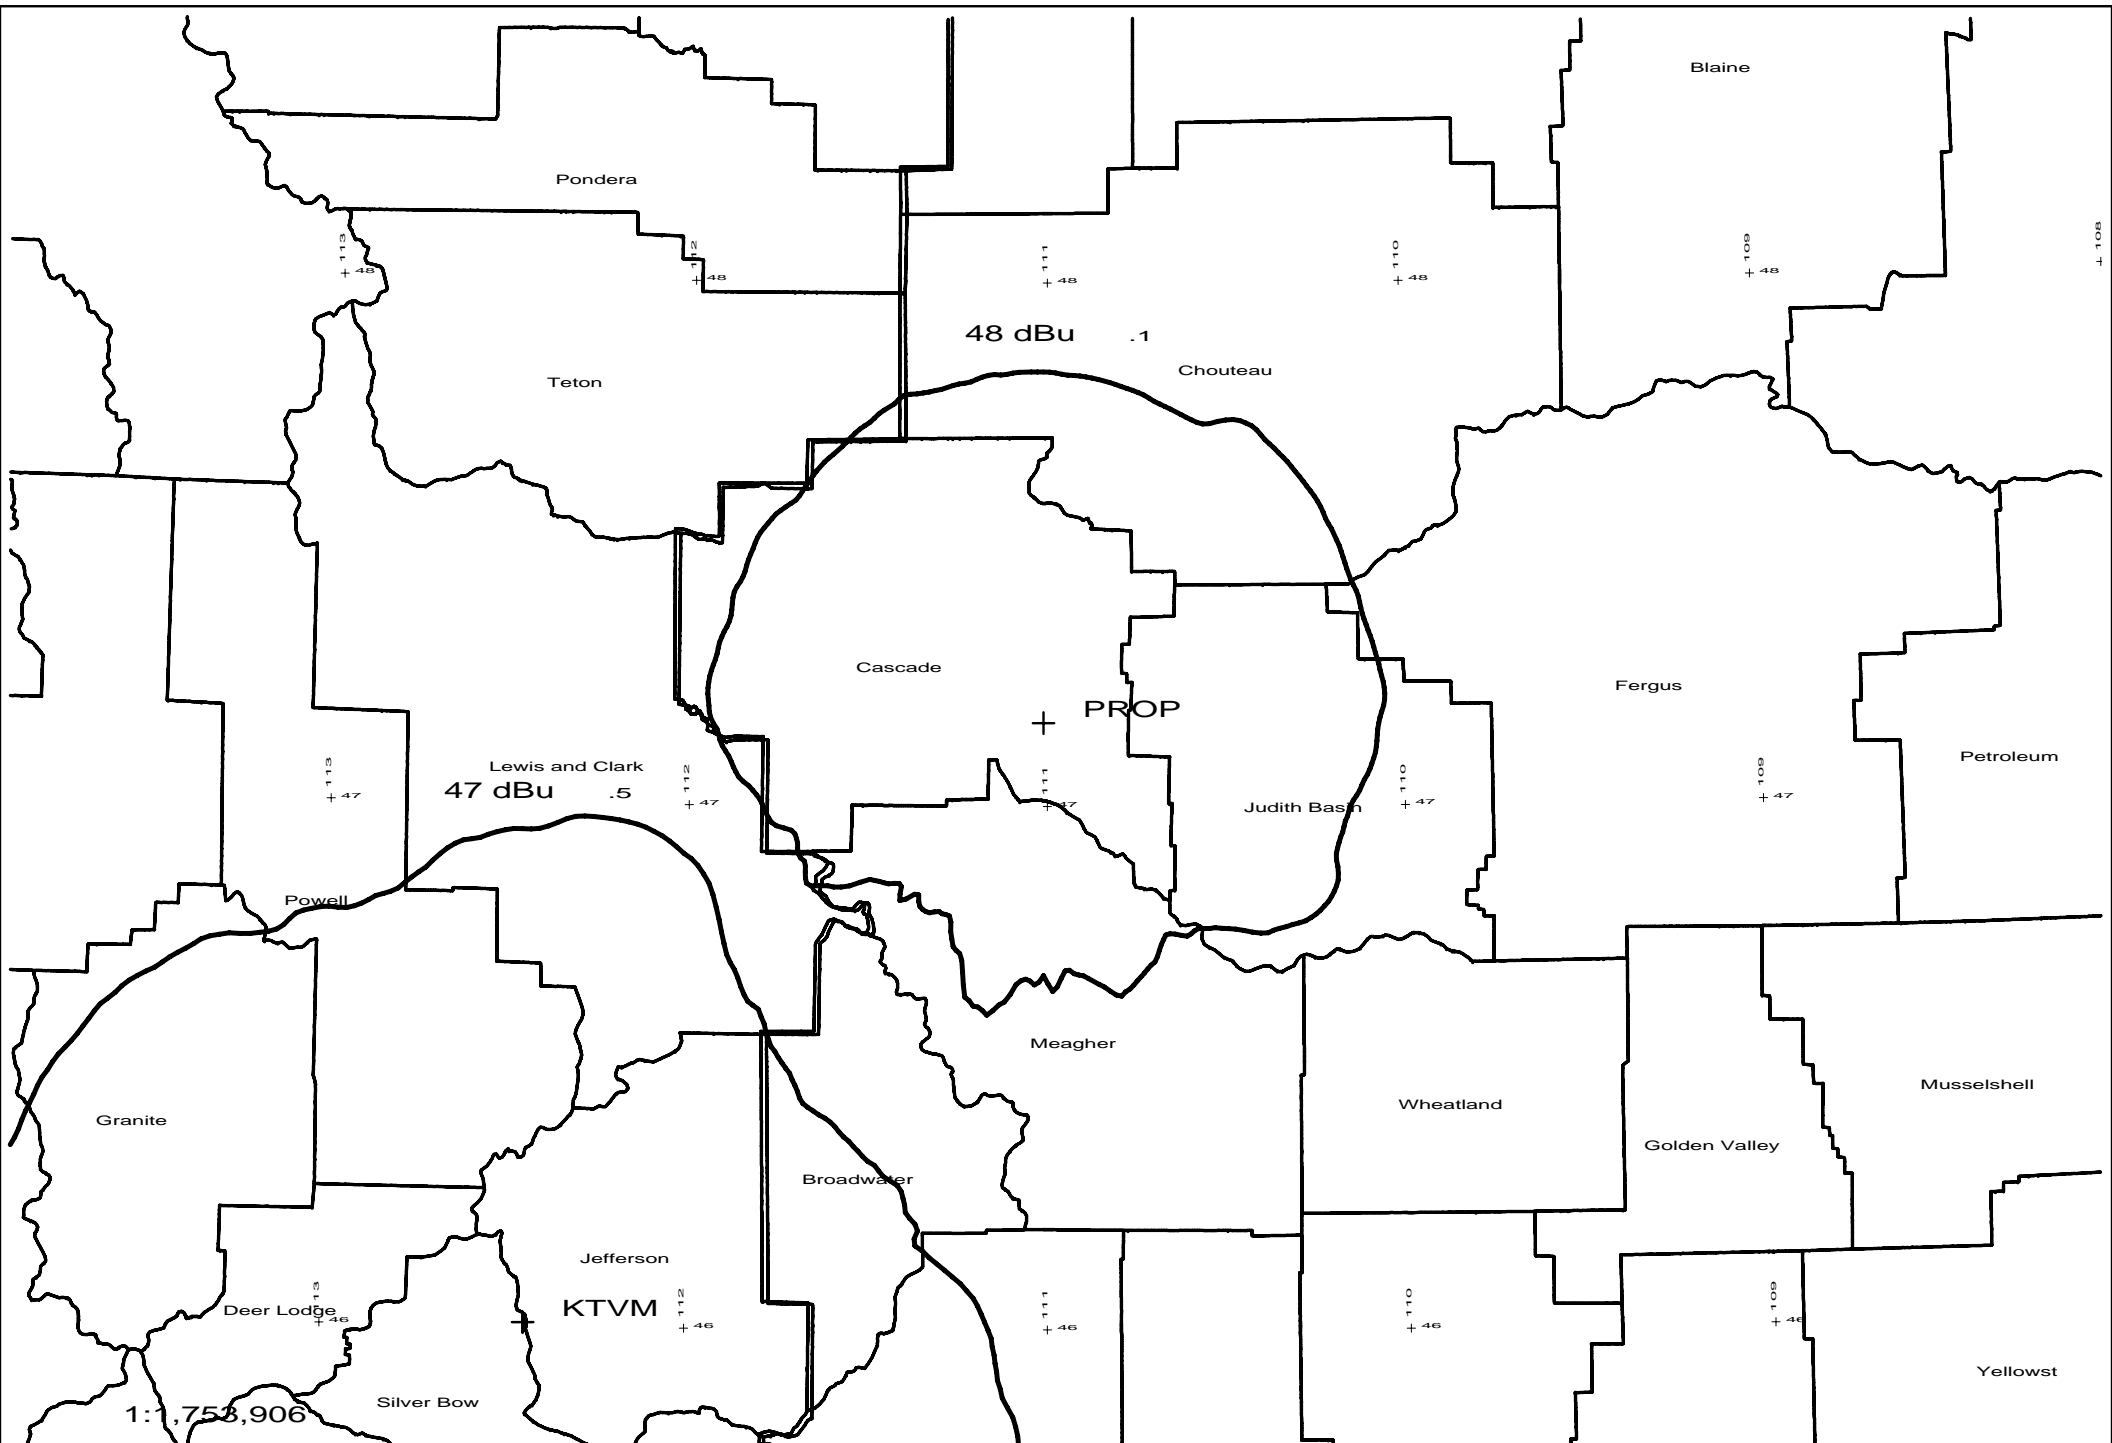 Blaine
Pondera
113
+ 48
112
+ 48
111
+ 48
110
+ 48
109
+ 48
+ 108
48 dBu .1
Chouteau
Teton
Cascade
Fergus
PROP
Petroleum
Lewis and Clark
47 dBu .5
113
+ 47
112
+ 47
111
+ 47
Judith Basin
110
+ 47
109
+ 47
Powell
Meagher
Musselshell
Wheatland
Granite
Golden Valley
Broadwater
Jefferson
Deer Lodge
113
+ 46
KTVM
112
+ 46
111
+ 46
110
+ 46
109
+ 46
Yellowst
Silver Bow
1:1,753,906